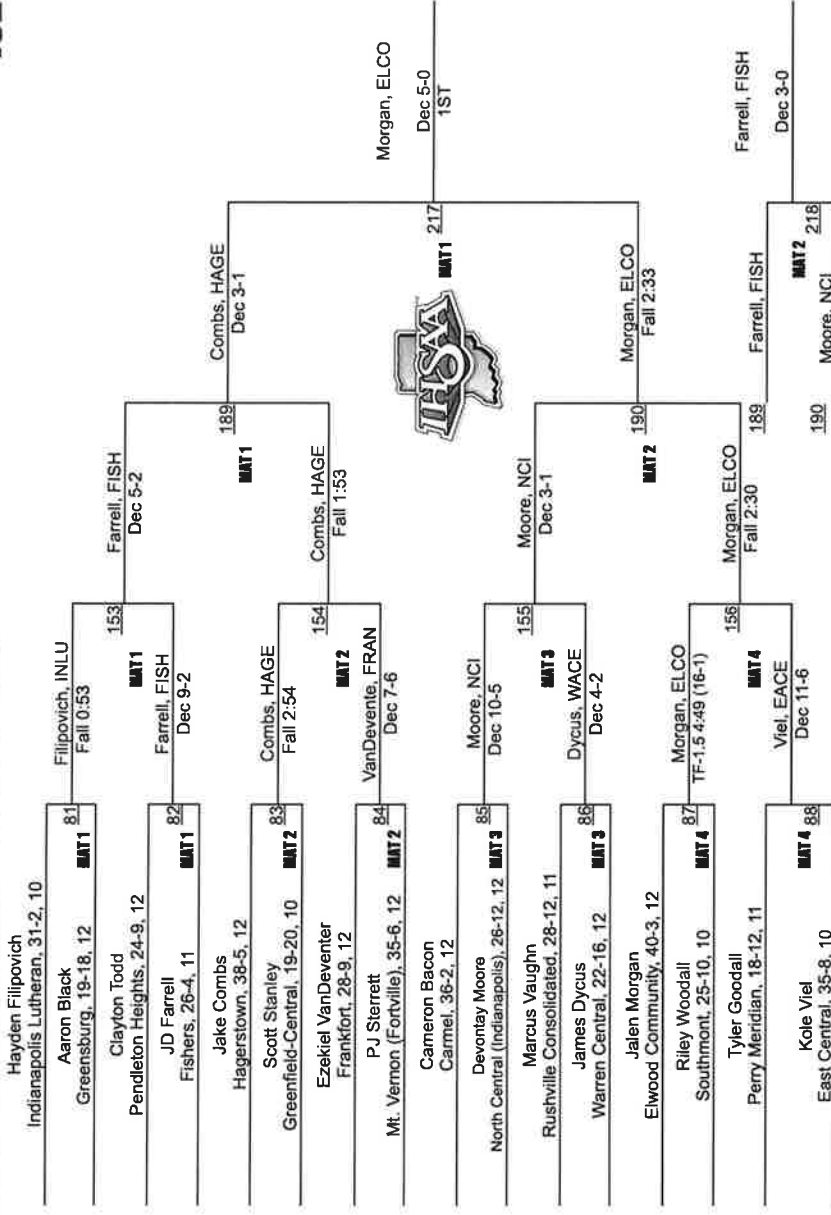 Hayden Filipovich
Indianapolis Lutheran, 31-2, 10
81
Aaron Black
MAT 1
Greensburg, 19-18, 12
Clayton Todd
Pendleton Heights, 24-9, 12
82
JD Farrell
MAT 1
Fishers, 26-4, 11
Jake Combs
Hagerstown, 38-5, 12
83
Scott Stanley
MAT 2
Greenfield-Central, 19-20, 10
Ezekiel VanDeventer
Frankfort, 28-9, 12
84
PJ Sterrett
MAT 2
Mt. Vernon (Fortville), 35-6, 12
Cameron Bacon
Carmel, 36-2, 12
85
Devontay Moore
MAT 3
North Central (Indianapolis), 26-12, 12
Marcus Vaughn
Rushville Consolidated, 28-12, 11
86
James Dycus
MAT 3
Warren Central, 22-16, 12
Jalen Morgan
Elwood Community, 40-3, 12
87
Riley Woodall
MAT 4
Southmont, 25-10, 10
Tyler Goodall
Perry Meridian, 18-12, 11
88
Kole Viel
MAT 4
East Central, 35-8, 10
Filipovich, INLU
Fall 0:53
153
MAT 1
Farrell, FISH
Dec 9-2
Combs, HAGE
Fall 2:54
154
MAT 2
VanDevente, FRAN
Dec 7-6
Moore, NCI
Dec 10-5
155
MAT 3
Dycus, WACE
Dec 4-2
Morgan, ELCO
TF-1.5 4:49 (16-1)
156
MAT 4
Viel, EACE
Dec 11-6
Farrell, FISH
Dec 5-2
189
MAT 1
Combs, HAGE
Fall 1:53
Moore, NCI
Dec 3-1
190
MAT 2
Morgan, ELCO
Fall 2:30
Combs, HAGE
Dec 3-1
IHSAA
217
MAT 1
Morgan, ELCO
Fall 2:33
Morgan, ELCO
Dec 5-0
1ST
189
Farrell, FISH
218
MAT 2
190
Moore, NCI
Farrell, FISH
Dec 3-0